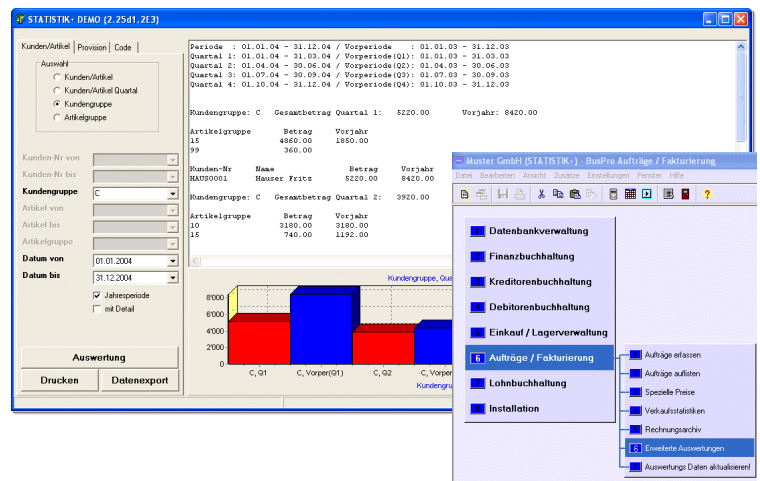 STATISTIK+ DEMO (2.25d1.2E3)
Kunden/Artikel Provision Code
Auswahl
Kunden/Artikel
Kunden/Artikel Quartal
Kundengruppe
Artikelgruppe
Kunden-Nr von
Kunden-Nr bis
Kundengruppe C
Artikel von
Artikel bis
Artikelgruppe
Datum von 01.01.2004
Datum bis 31.12.2004
Jahresperiode
mit Detail
Auswertung
Drucken Datenexport
Periode : 01.01.04 - 31.12.04 / Vorperiode : 01.01.03 - 31.12.03
Quartal 1: 01.01.04 - 31.03.04 / Vorperiode(Q1): 01.01.03 - 31.03.03
Quartal 2: 01.04.04 - 30.06.04 / Vorperiode(Q2): 01.04.03 - 30.06.03
Quartal 3: 01.07.04 - 30.09.04 / Vorperiode(Q3): 01.07.03 - 30.09.03
Quartal 4: 01.10.04 - 31.12.04 / Vorperiode(Q4): 01.10.03 - 31.12.03
Kundengruppe: C Gesamtbetrag Quartal 1: 5220.00 Vorjahr: 8420.00
Artikelgruppe Betrag Vorjahr
15 4860.00 1850.00
99 360.00
Kunden-Nr Name Betrag Vorjahr
HAUS0001 Hauser Fritz 5220.00 8420.00
Kundengruppe: C Gesamtbetrag Quartal 2: 3920.00
Artikelgruppe Betrag Vorjahr
10 3180.00 3180.00
15 740.00 1192.00
Kundengruppe, Qua
8'000
6'000
4'000
2'000
0
C, Q1 C, Vorper(Q1) C, Q2 C, Vorper
Kundengru
Muster GmbH (STATISTIK+) - BusPro Aufträge / Fakturierung
Datei Bearbeiten Ansicht Zusätze Einstellungen Fenster Hilfe
1 Datenbankverwaltung
2 Finanzbuchhaltung
3 Kreditorenbuchhaltung
4 Debitorenbuchhaltung
5 Einkauf / Lagerverwaltung
6 Aufträge / Fakturierung
7 Lohnbuchhaltung
8 Installation
Aufträge erfassen
Aufträge auflisten
Spezielle Preise
Verkaufsstatistiken
Rechnungsarchiv
6 Erweiterte Auswertungen
Auswertungs Daten aktualisieren!